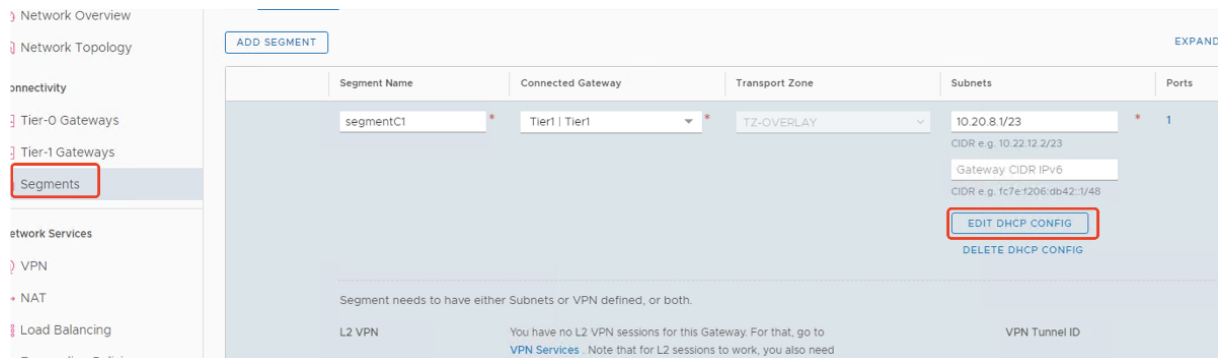 Network Overview
Network Topology
ADD SEGMENT
EXPAND
onnectivity
Segment Name Connected Gateway Transport Zone Subnets Ports
Tier-0 Gateways
segmentC1 * Tier1 | Tier1 * TZ-OVERLAY 10.20.8.1/23 * 1
CIDR e.g. 10.22.12.2/23
Tier-1 Gateways
Gateway CIDR IPv6
Segments
CIDR e.g. fc7e:f206:db42::1/48
EDIT DHCP CONFIG
etwork Services
DELETE DHCP CONFIG
VPN
NAT
Segment needs to have either Subnets or VPN defined, or both.
Load Balancing
L2 VPN You have no L2 VPN sessions for this Gateway. For that, go to VPN Tunnel ID
VPN Services . Note that for L2 sessions to work, you also need